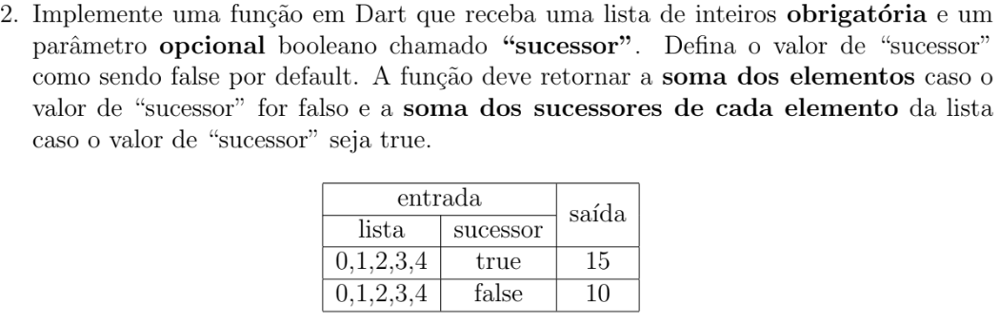 2. Implemente uma função em Dart que receba uma lista de inteiros obrigatória e um
parâmetro opcional booleano chamado “sucessor”. Defina o valor de “sucessor”
como sendo false por default. A função deve retornar a soma dos elementos caso o
valor de “sucessor” for falso e a soma dos sucessores de cada elemento da lista
caso o valor de “sucessor” seja true.
entrada saída
lista sucessor
0,1,2,3,4 true 15
0,1,2,3,4 false 10